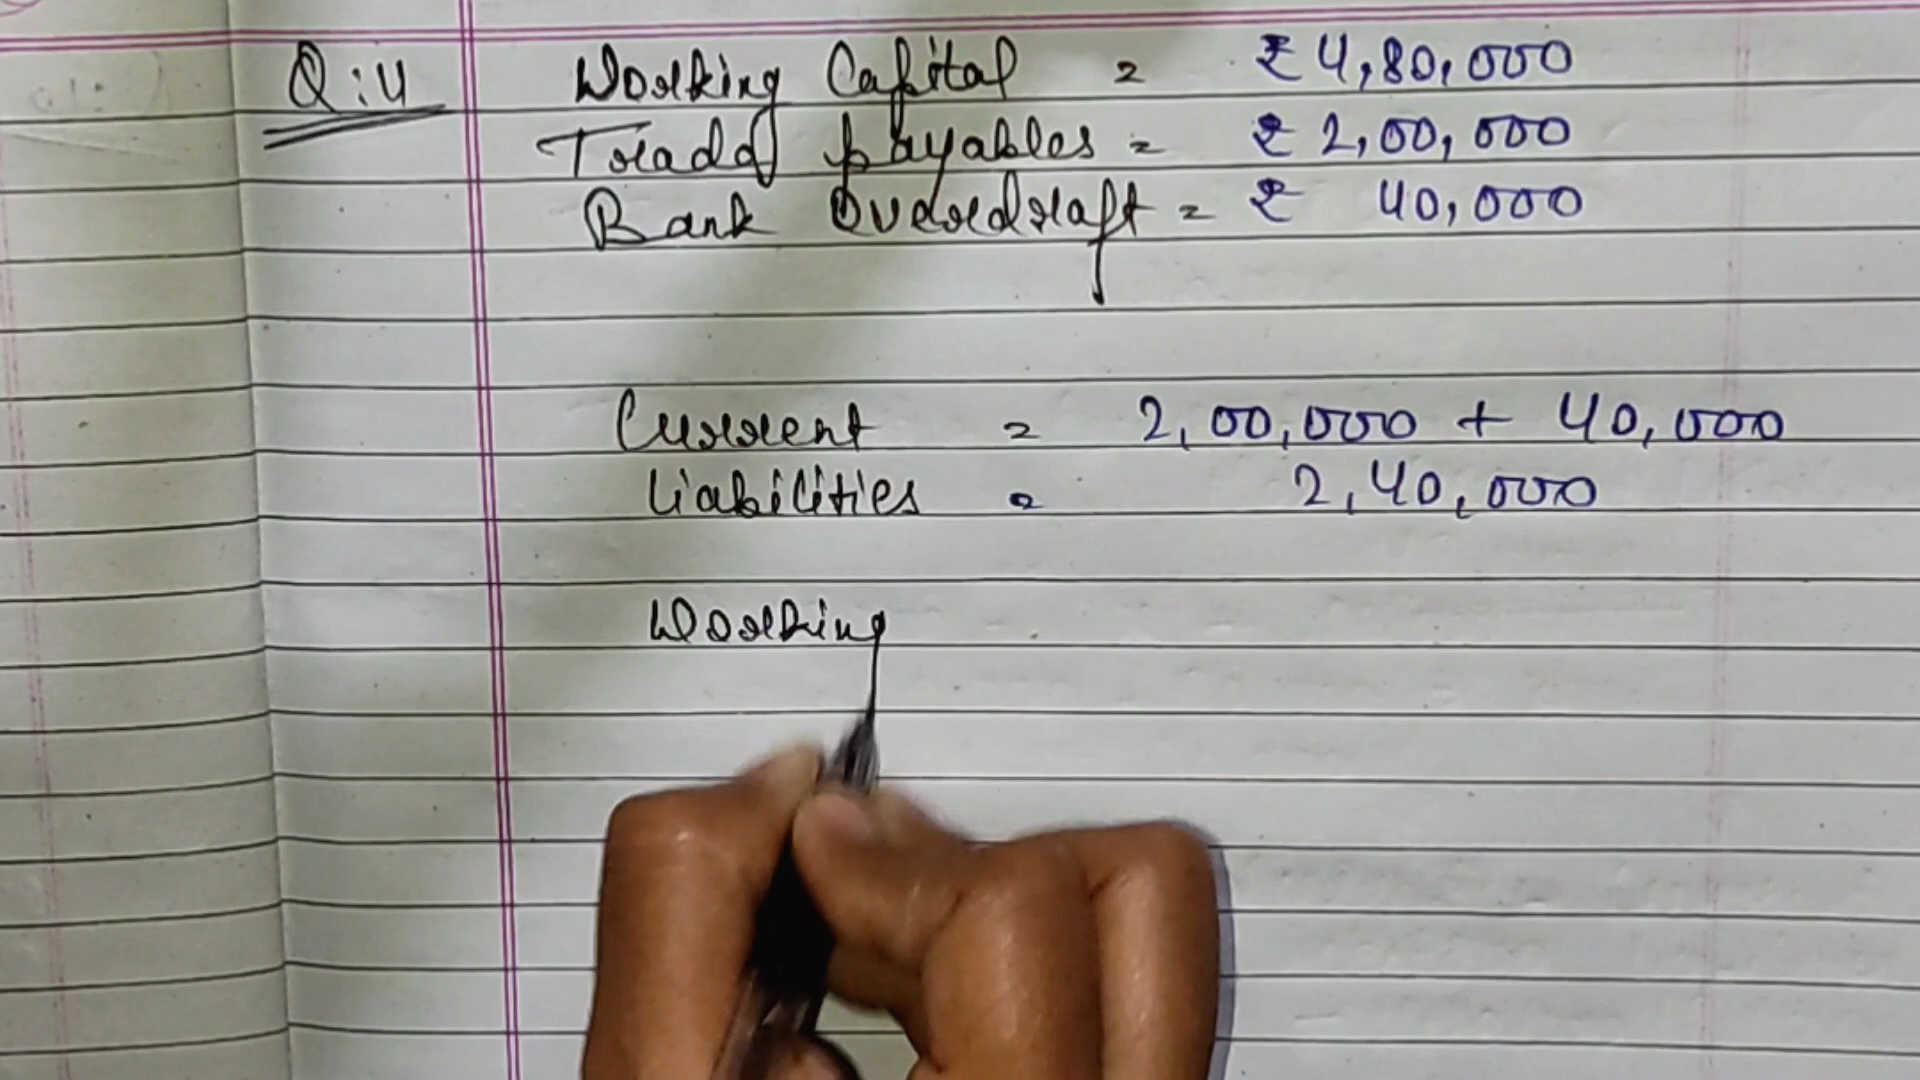 Q:4 Working Capital = ₹ 4,80,000
Trade payables = ₹ 2,00,000
Bank Overdraft = ₹ 40,000
Current = 2,00,000 + 40,000
Liabilities = 2,40,000
Working